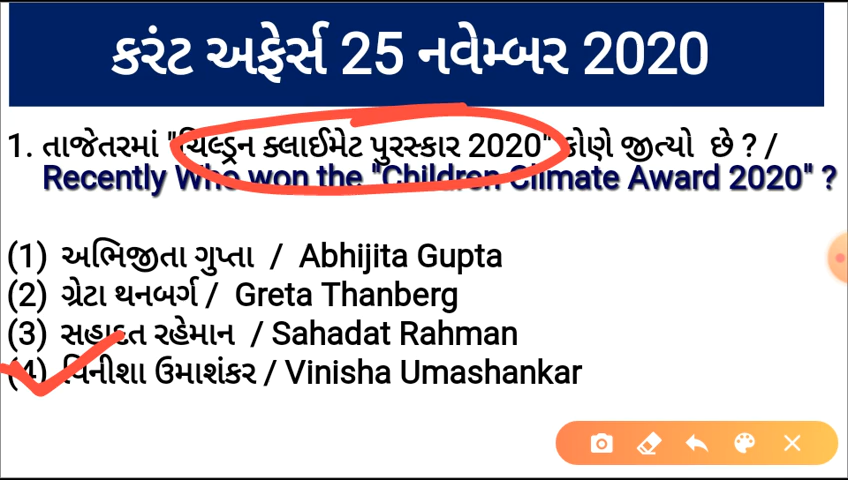 કરંટ અફેર્સ 25 નવેમ્બર 2020
1. તાજેતરમાં "ચિલ્ડ્રન ક્લાઈમેટ પુરસ્કાર 2020" કોણે જીત્યો છે ? /
Recently Who won the "Children Climate Award 2020" ?
(1) અભિજીતા ગુપ્તા / Abhijita Gupta
(2) ગ્રેટા થનબર્ગ / Greta Thanberg
(3) સહાદત રહેમાન / Sahadat Rahman
(4) વિનીશા ઉમાશંકર / Vinisha Umashankar